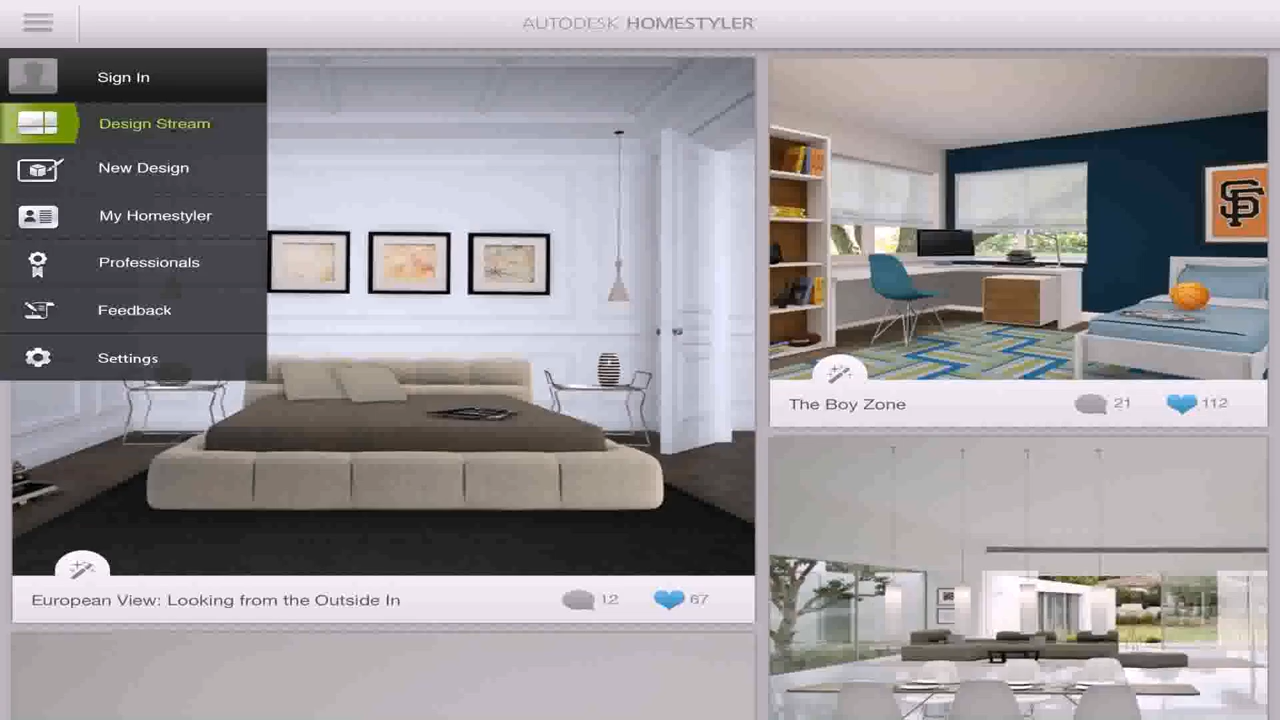 AUTODESK HOMESTYLER
Sign In
Design Stream
New Design
My Homestyler
Professionals
Feedback
Settings
SF
The Boy Zone 21 112
European View: Looking from the Outside In 12 67